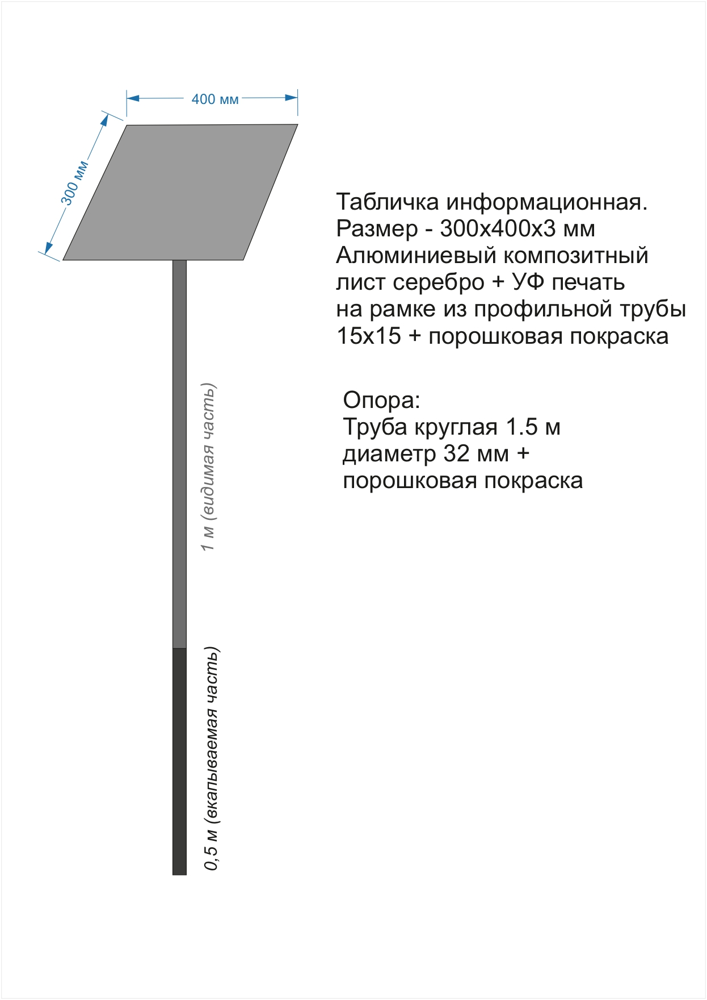 400 мм
300 мм
Табличка информационная.
Размер - 300х400х3 мм
Алюминиевый композитный
лист серебро + УФ печать
на рамке из профильной трубы
15х15 + порошковая покраска
Опора:
Труба круглая 1.5 м
диаметр 32 мм +
порошковая покраска
1 м (видимая часть)
0,5 м (вкапываемая часть)